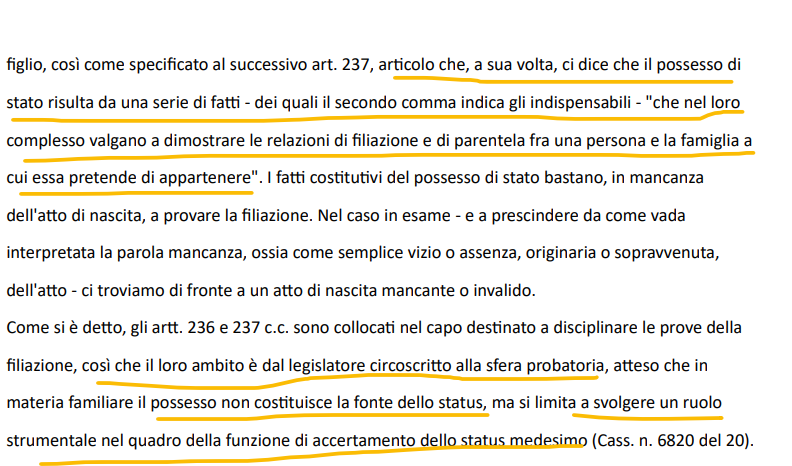 figlio, così come specificato al successivo art. 237, articolo che, a sua volta, ci dice che il possesso di
stato risulta da una serie di fatti - dei quali il secondo comma indica gli indispensabili - "che nel loro
complesso valgano a dimostrare le relazioni di filiazione e di parentela fra una persona e la famiglia a
cui essa pretende di appartenere". I fatti costitutivi del possesso di stato bastano, in mancanza
dell'atto di nascita, a provare la filiazione. Nel caso in esame - e a prescindere da come vada
interpretata la parola mancanza, ossia come semplice vizio o assenza, originaria o sopravvenuta,
dell'atto - ci troviamo di fronte a un atto di nascita mancante o invalido.
Come si è detto, gli artt. 236 e 237 c.c. sono collocati nel capo destinato a disciplinare le prove della
filiazione, così che il loro ambito è dal legislatore circoscritto alla sfera probatoria, atteso che in
materia familiare il possesso non costituisce la fonte dello status, ma si limita a svolgere un ruolo
strumentale nel quadro della funzione di accertamento dello status medesimo (Cass. n. 6820 del 20).